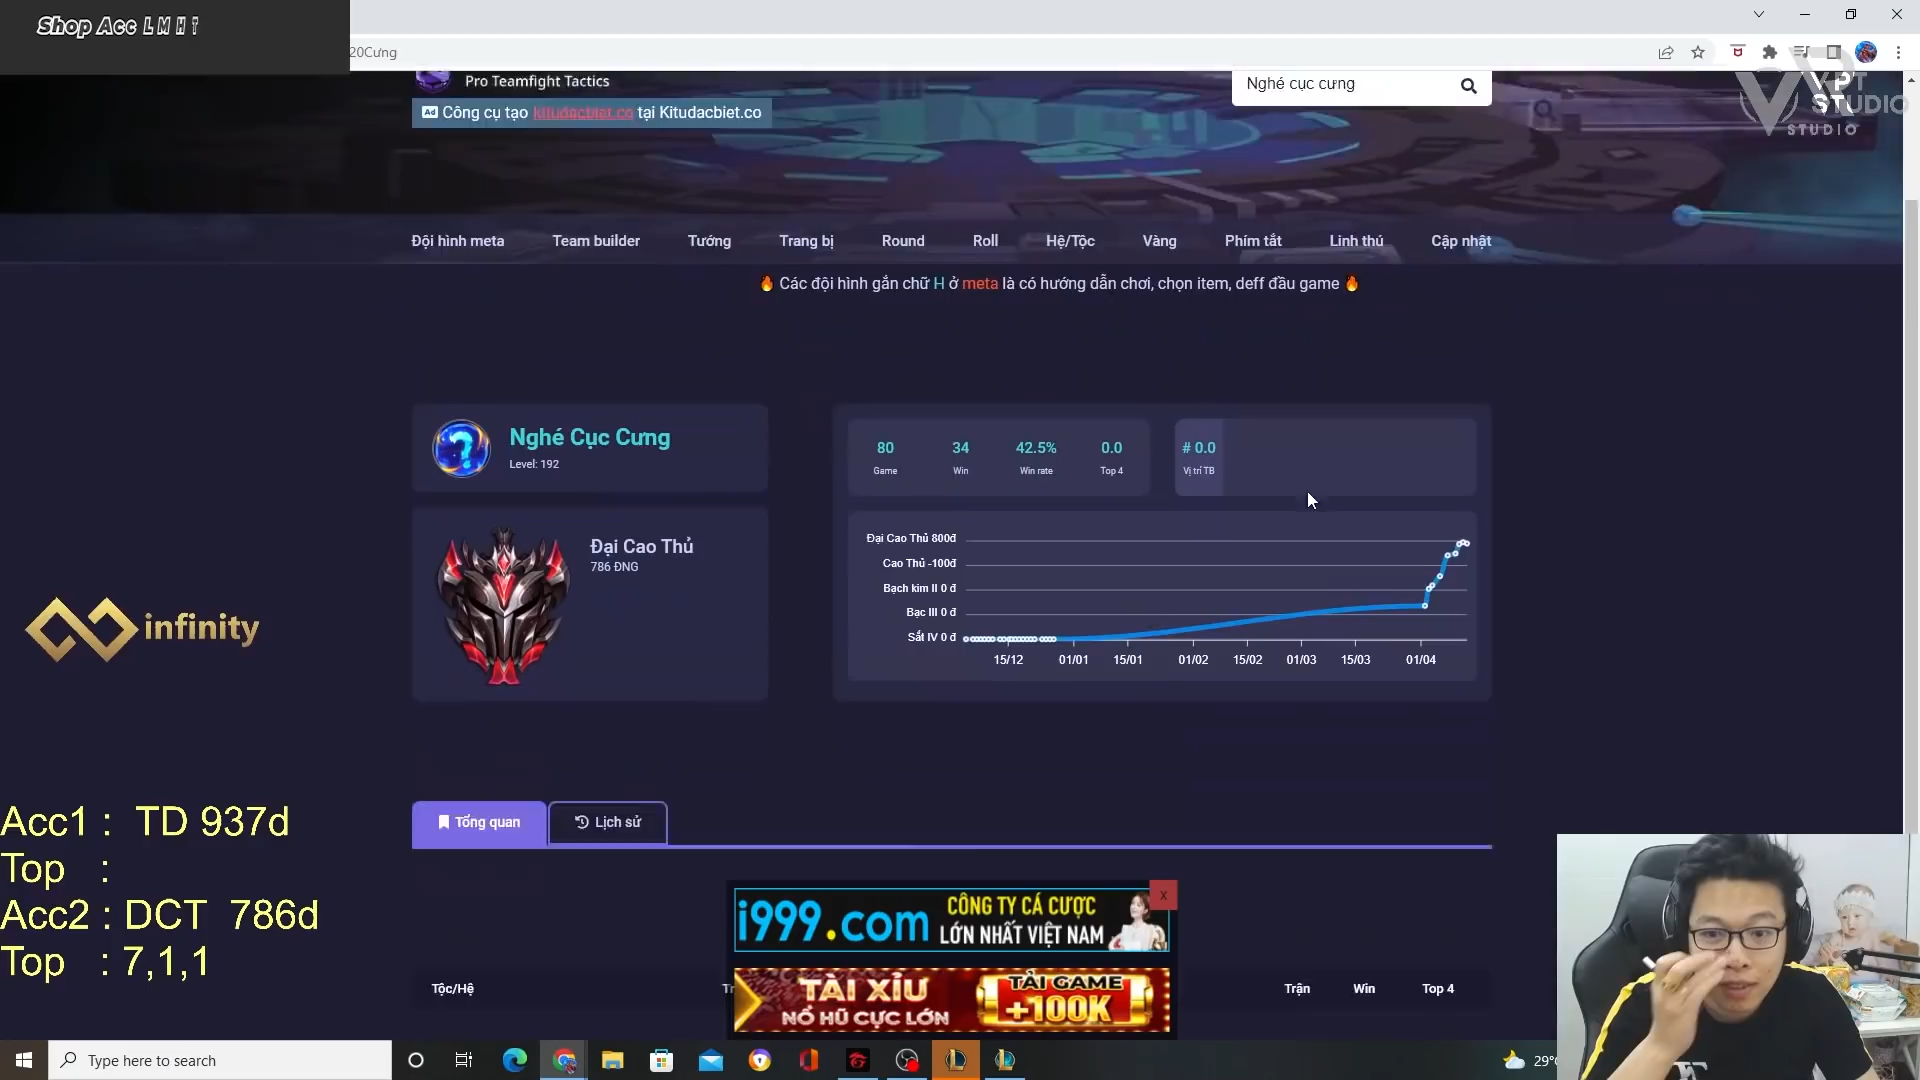 Shop Acc L M H T
20Cưng
Pro Teamfight Tactics
Nghé cục cưng
Ad Công cụ tạo kitudacbiet.co tại Kitudacbiet.co
VPT
STUDIO
STUDIO
Đội hình meta Team builder Tướng Trang bị Round Roll Hệ/Tộc Vàng Phím tắt Linh thú Cập nhật
🔥 Các đội hình gắn chữ H ở meta là có hướng dẫn chơi, chọn item, deff đầu game 🔥
Nghé Cục Cưng
Level: 192
80 34 42.5% 0.0 # 0.0
Game Win Win rate Top 4 Vị trí TB
Đại Cao Thủ
786 ĐNG
Đại Cao Thủ 800đ
Cao Thủ -100đ
Bạch kim II 0 đ
Bạc III 0 đ
Sắt IV 0 đ
15/12 01/01 15/01 01/02 15/02 01/03 15/03 01/04
infinity
Tổng quan Lịch sử
Acc1 : TD 937d
Top :
Acc2 : DCT 786d
Top : 7,1,1
i999.com CÔNG TY CÁ CƯỢC
LỚN NHẤT VIỆT NAM
X
TÀI XỈU
NỔ HŨ CỰC LỚN
TẢI GAME
+100K
Tộc/Hệ Tr Trận Win Top 4
Type here to search
29°